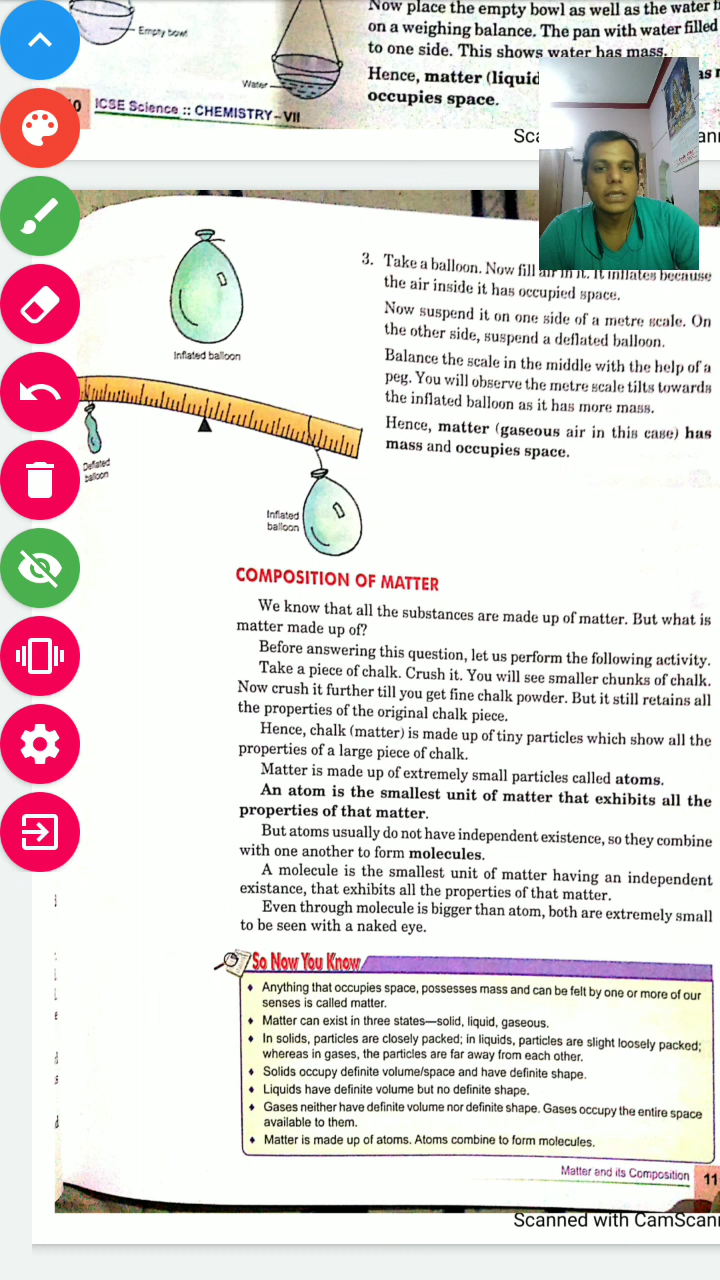 Now place the empty bowl as well as the water
on a weighing balance. The pan with water filled
to one side. This shows water has mass.
Hence, matter (liquid
occupies space.
Empty bowl
Water
ICSE Science :: CHEMISTRY–VII
3. Take a balloon. Now fill air in it. It inflates because
the air inside it has occupied space.
Now suspend it on one side of a metre scale. On
the other side, suspend a deflated balloon.
Balance the scale in the middle with the help of a
peg. You will observe the metre scale tilts towards
the inflated balloon as it has more mass.
Hence, matter (gaseous air in this case) has
mass and occupies space.
Inflated balloon
Deflated
balloon
Inflated
balloon
COMPOSITION OF MATTER
We know that all the substances are made up of matter. But what is
matter made up of?
Before answering this question, let us perform the following activity.
Take a piece of chalk. Crush it. You will see smaller chunks of chalk.
Now crush it further till you get fine chalk powder. But it still retains all
the properties of the original chalk piece.
Hence, chalk (matter) is made up of tiny particles which show all the
properties of a large piece of chalk.
Matter is made up of extremely small particles called atoms.
An atom is the smallest unit of matter that exhibits all the
properties of that matter.
But atoms usually do not have independent existence, so they combine
with one another to form molecules.
A molecule is the smallest unit of matter having an independent
existance, that exhibits all the properties of that matter.
Even through molecule is bigger than atom, both are extremely small
to be seen with a naked eye.
So Now You Know
♦ Anything that occupies space, possesses mass and can be felt by one or more of our
senses is called matter.
♦ Matter can exist in three states—solid, liquid, gaseous.
♦ In solids, particles are closely packed; in liquids, particles are slight loosely packed;
whereas in gases, the particles are far away from each other.
♦ Solids occupy definite volume/space and have definite shape.
♦ Liquids have definite volume but no definite shape.
♦ Gases neither have definite volume nor definite shape. Gases occupy the entire space
available to them.
♦ Matter is made up of atoms. Atoms combine to form molecules.
Matter and its Composition 11
Scanned with CamScan